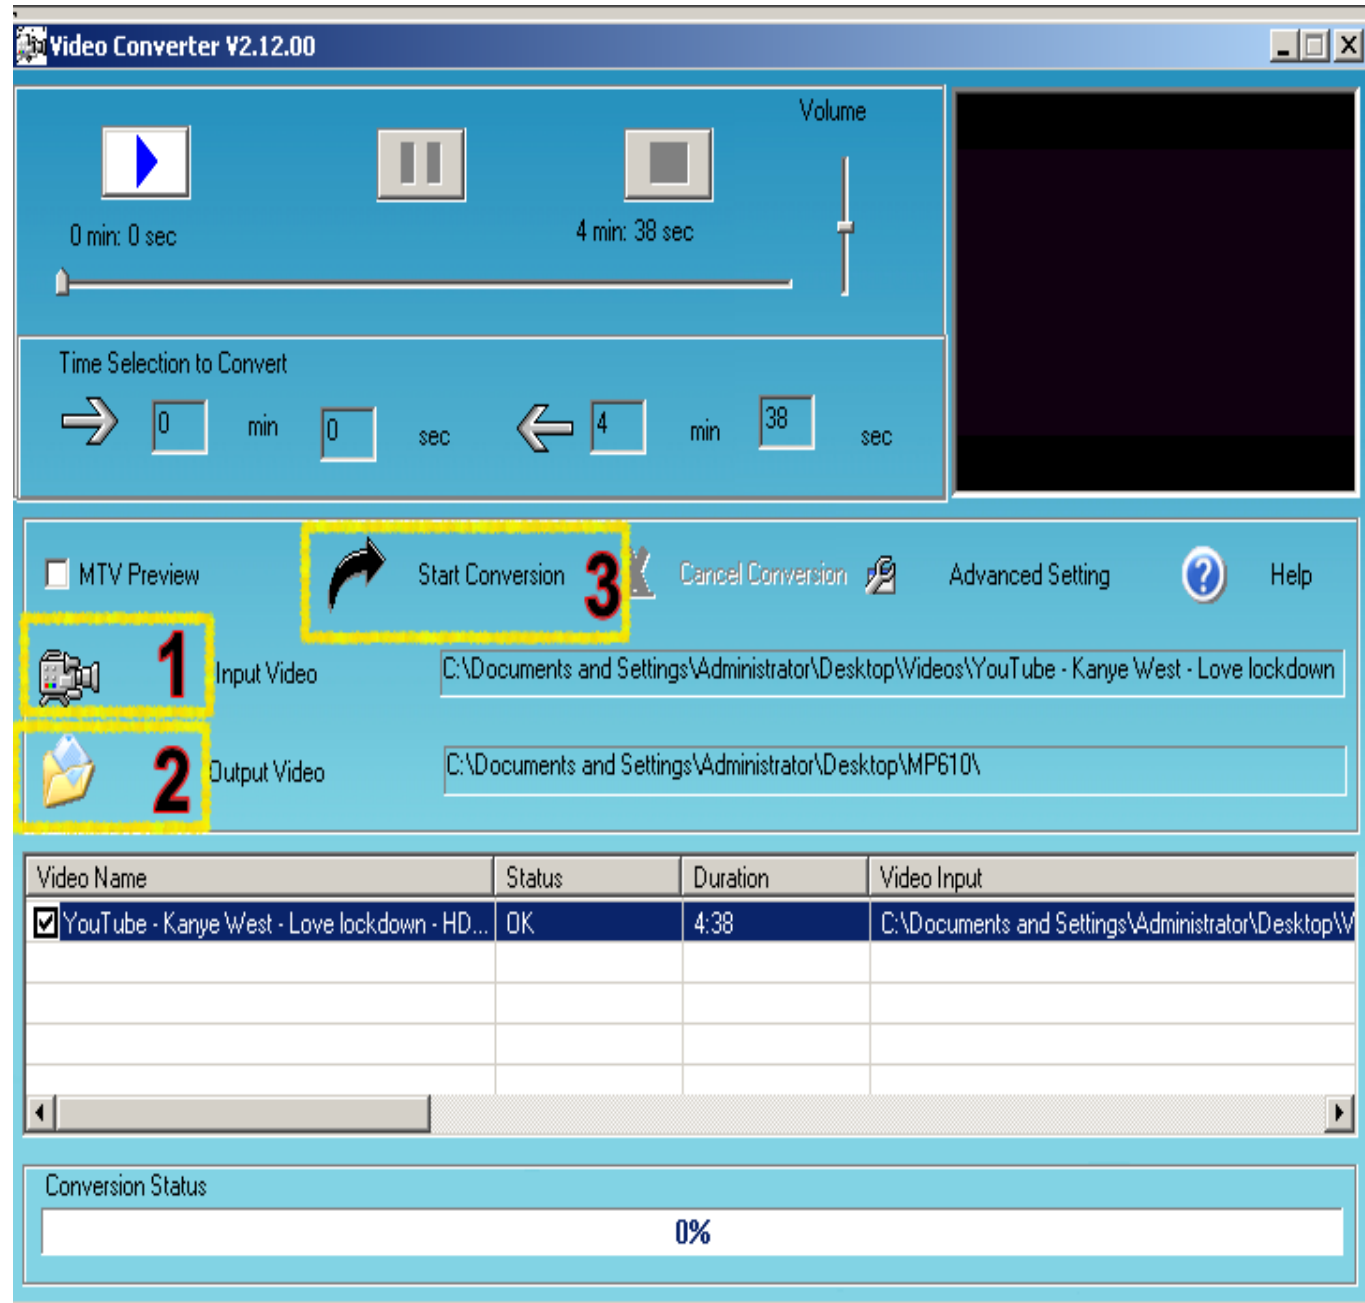 Video Converter V2.12.00
Volume
0 min: 0 sec
4 min: 38 sec
Time Selection to Convert
0 min 0 sec 4 min 38 sec
MTV Preview
Start Conversion 3
Cancel Conversion
Advanced Setting
Help
1 Input Video
C:\Documents and Settings\Administrator\Desktop\Videos\YouTube - Kanye West - Love lockdown
2 Output Video
C:\Documents and Settings\Administrator\Desktop\MP610\
Video Name Status Duration Video Input
YouTube - Kanye West - Love lockdown - HD... OK 4:38 C:\Documents and Settings\Administrator\Desktop\V
Conversion Status
0%